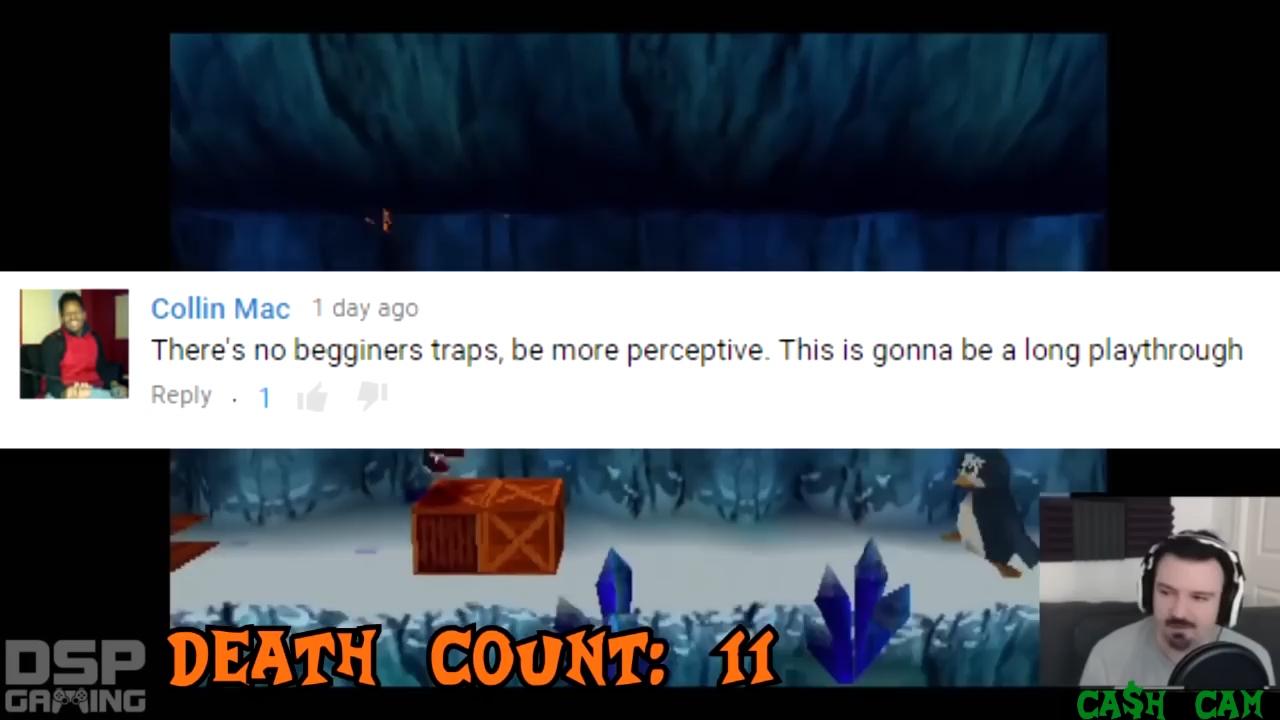 Collin Mac 1 day ago
There's no begginers traps, be more perceptive. This is gonna be a long playthrough
Reply . 1
DSP
GAMING
DEATH COUNT: 11
CA$H CAM